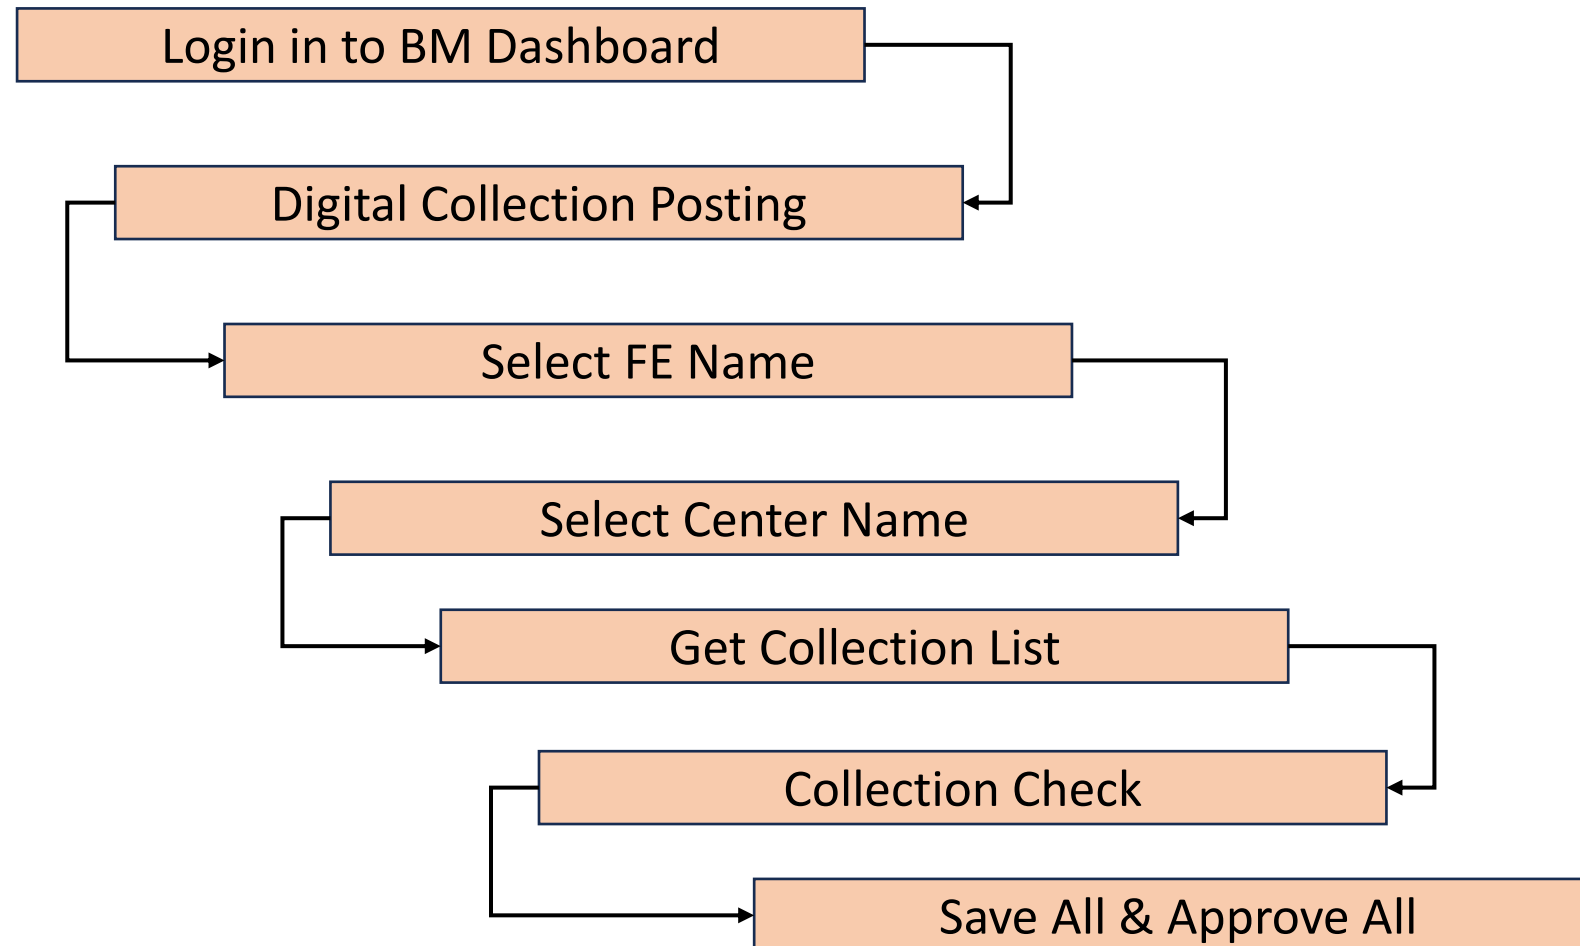 Login in to BM Dashboard
Digital Collection Posting
Select FE Name
Select Center Name
Get Collection List
Collection Check
Save All & Approve All